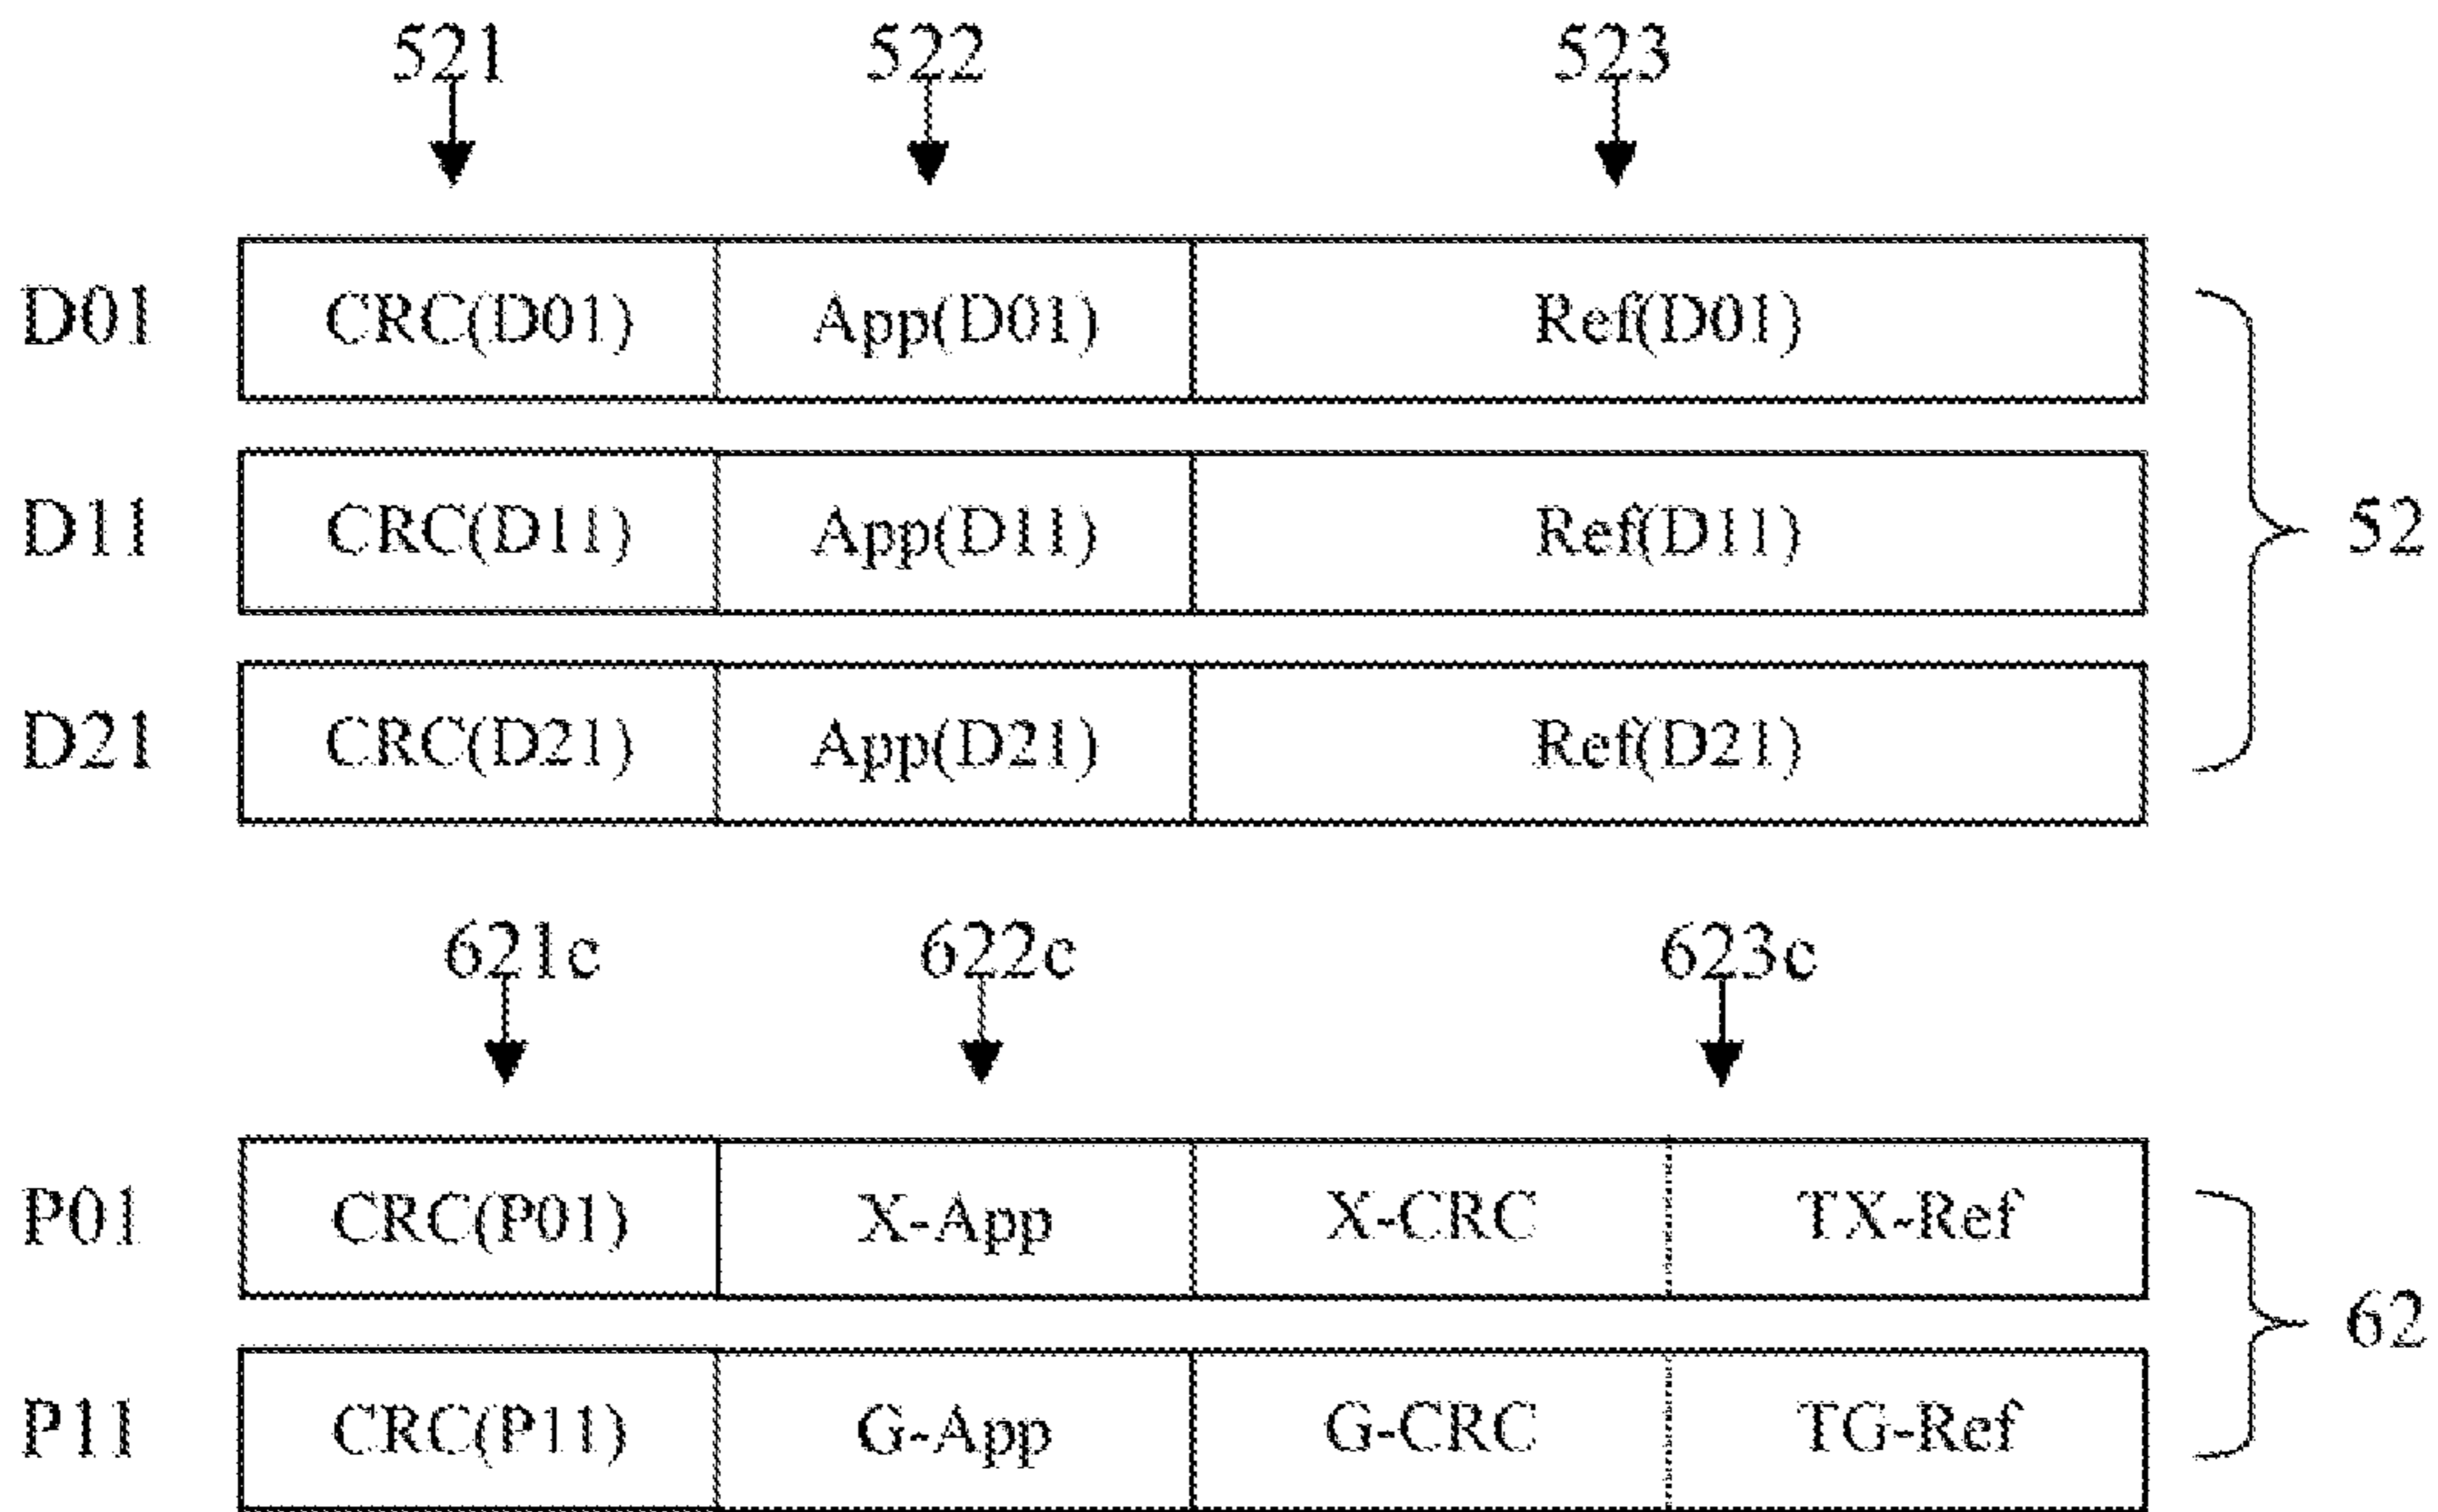 521 522 523
D01 CRC(D01) App(D01) Ref(D01)
D11 CRC(D11) App(D11) Ref(D11)
52
D21 CRC(D21) App(D21) Ref(D21)
621c 622c 623c
P01 CRC(P01) X-App X-CRC TX-Ref
62
P11 CRC(P11) G-App G-CRC TG-Ref